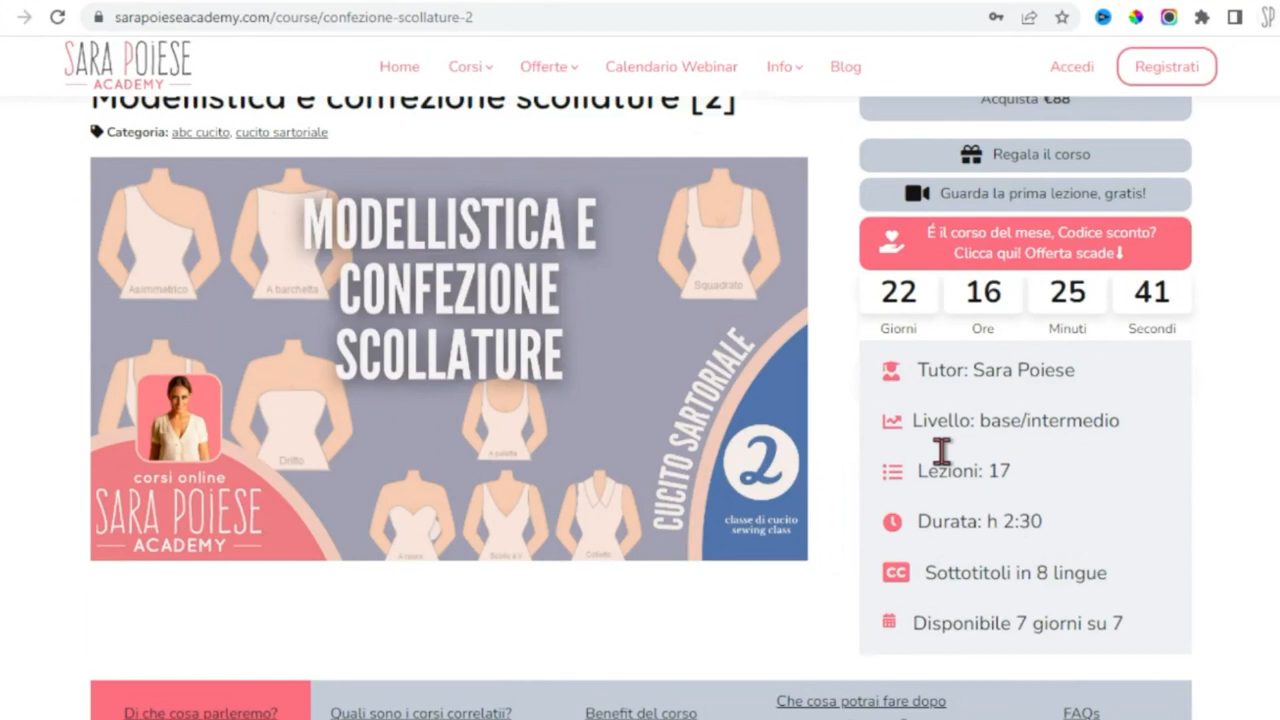 sarapoieseacademy.com/course/confezione-scollature-2
SP
SARA POIESE
ACADEMY
Home
Corsi
Offerte
Calendario Webinar
Info
Blog
Accedi
Registrati
Modellistica e confezione scollature [2]
Categoria: abc cucito, cucito sartoriale
Acquista €88
Regala il corso
Guarda la prima lezione, gratis!
É il corso del mese, Codice sconto?
Clicca qui! Offerta scade
22 16 25 41
Giorni Ore Minuti Secondi
Tutor: Sara Poiese
Livello: base/intermedio
Lezioni: 17
Durata: h 2:30
CC Sottotitoli in 8 lingue
Disponibile 7 giorni su 7
MODELLISTICA E
CONFEZIONE
SCOLLATURE
Asimmetrico
A barchetta
Squadrato
Dritto
Scollo a V
CUCITO SARTORIALE
2
classe di cucito
sewing class
corsi online
SARA POIESE
ACADEMY
Di che cosa parleremo?
Quali sono i corsi correlatii?
Benefit del corso
Che cosa potrai fare dopo
FAQs